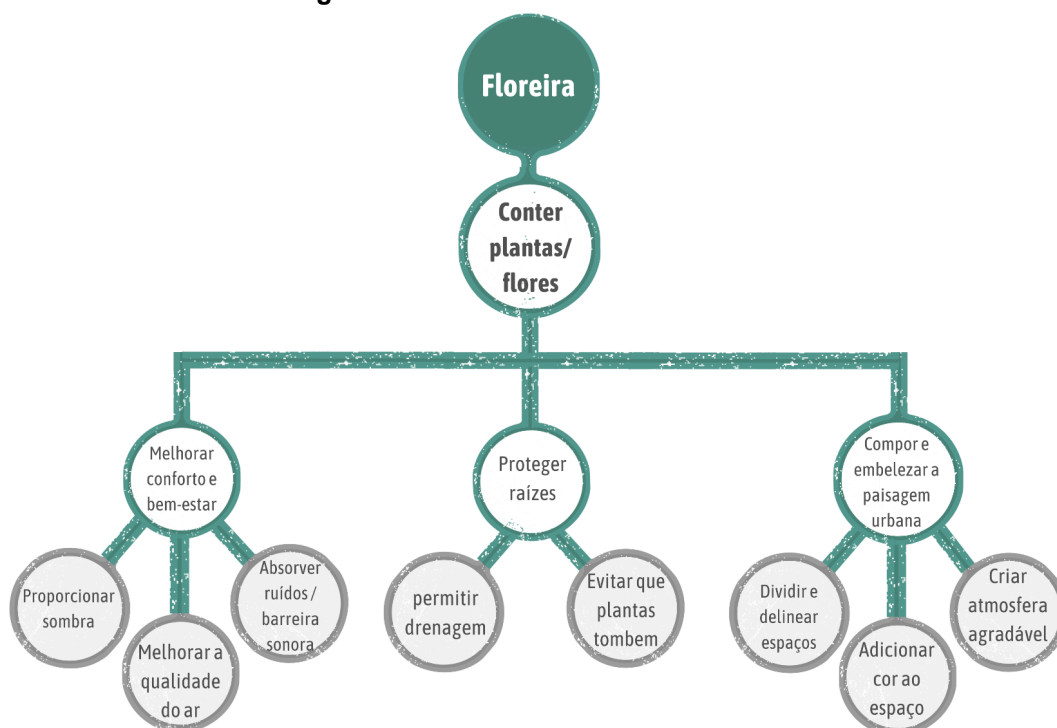 Floreira
Conter
plantas/
flores
Melhorar
conforto e
bem-estar
Proteger
raízes
Compor e
embelezar a
paisagem
urbana
Proporcionar
sombra
Melhorar a
qualidade
do ar
Absorver
ruídos /
barreira
sonora
permitir
drenagem
Evitar que
plantas
tombem
Dividir e
delinear
espaços
Adicionar
cor ao
espaço
Criar
atmosfera
agradável